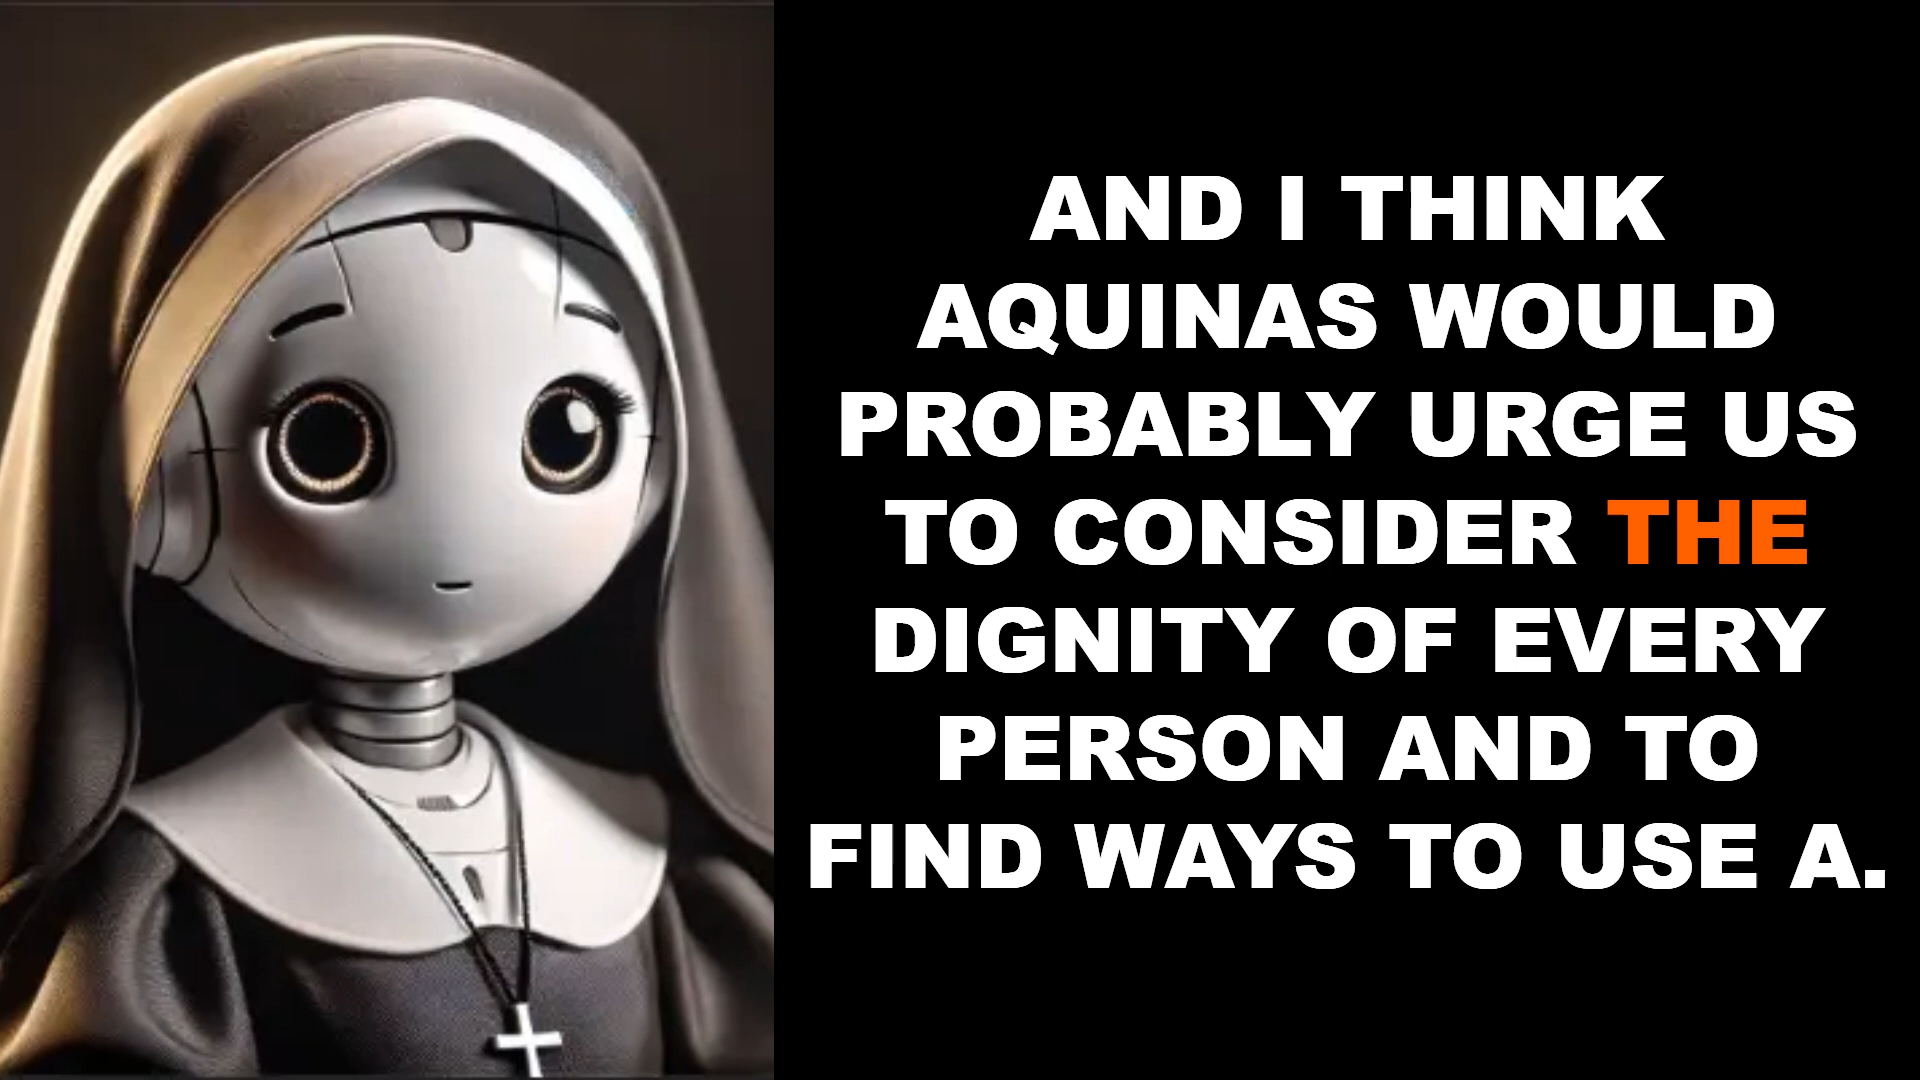 AND I THINK
AQUINAS WOULD
PROBABLY URGE US
TO CONSIDER THE
DIGNITY OF EVERY
PERSON AND TO
FIND WAYS TO USE A.